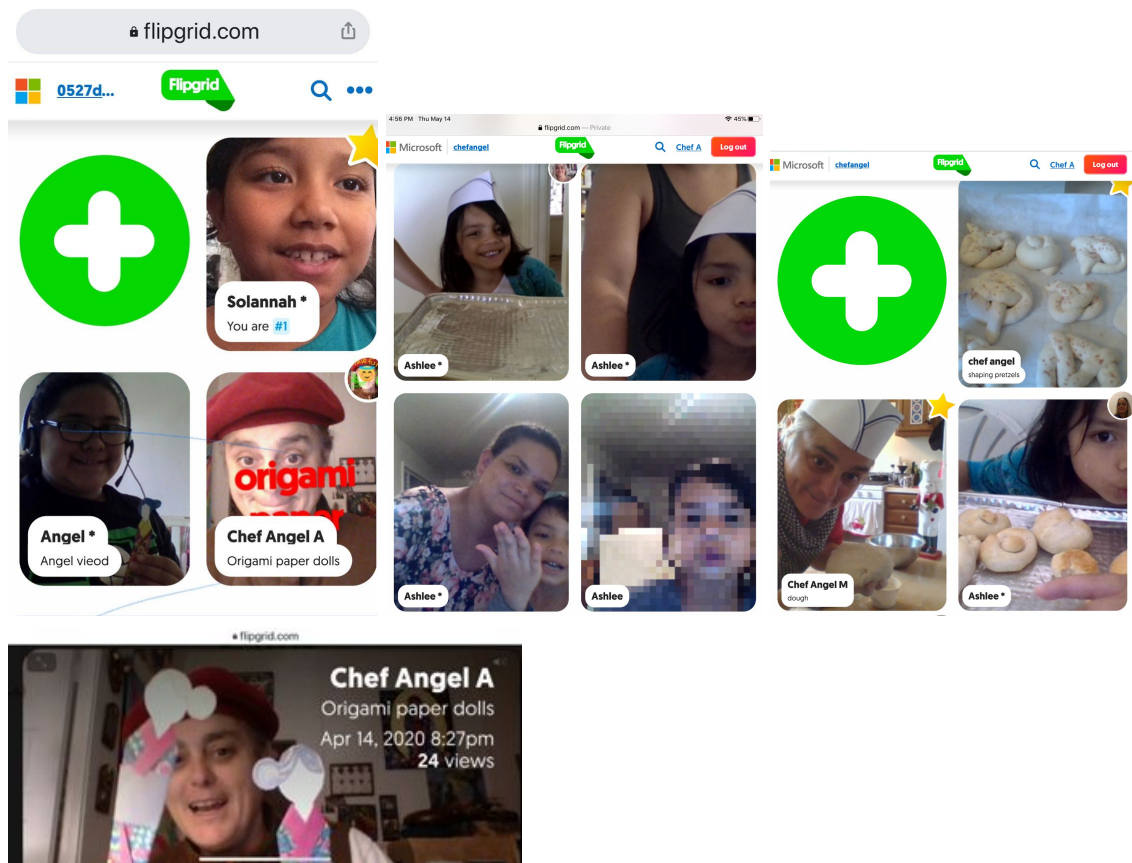 flipgrid.com
0527d...
Flipgrid
Solannah *
You are #1
Angel *
Angel vieod
origami
paper
Chef Angel A
Origami paper dolls
4:56 PM Thu May 14
45%
flipgrid.com — Private
Microsoft
chefangel
Flipgrid
Chef A
Log out
Ashlee *
Ashlee *
Ashlee *
Ashlee
Microsoft
chefangel
Flipgrid
Chef A
Log out
chef angel
shaping pretzels
Chef Angel M
dough
Ashlee *
flipgrid.com
Chef Angel A
Origami paper dolls
Apr 14, 2020 8:27pm
24 views